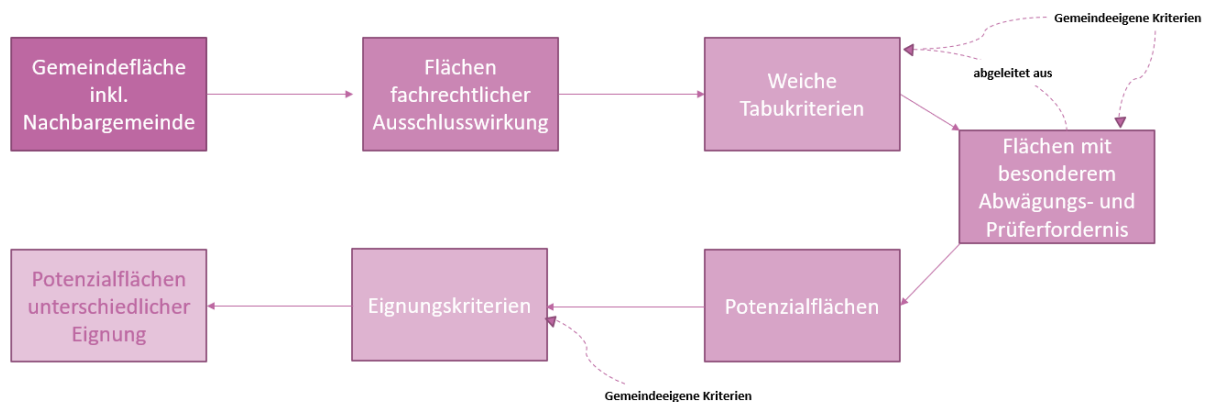 Gemeindeeigene Kriterien
Gemeindefläche
inkl.
Nachbargemeinde
Flächen
fachrechtlicher
Ausschlusswirkung
Weiche
Tabukriterien
abgeleitet aus
Flächen mit
besonderem
Abwägungs- und
Prüferfordernis
Potenzialflächen
Eignungskriterien
Gemeindeeigene Kriterien
Potenzialflächen
unterschiedlicher
Eignung